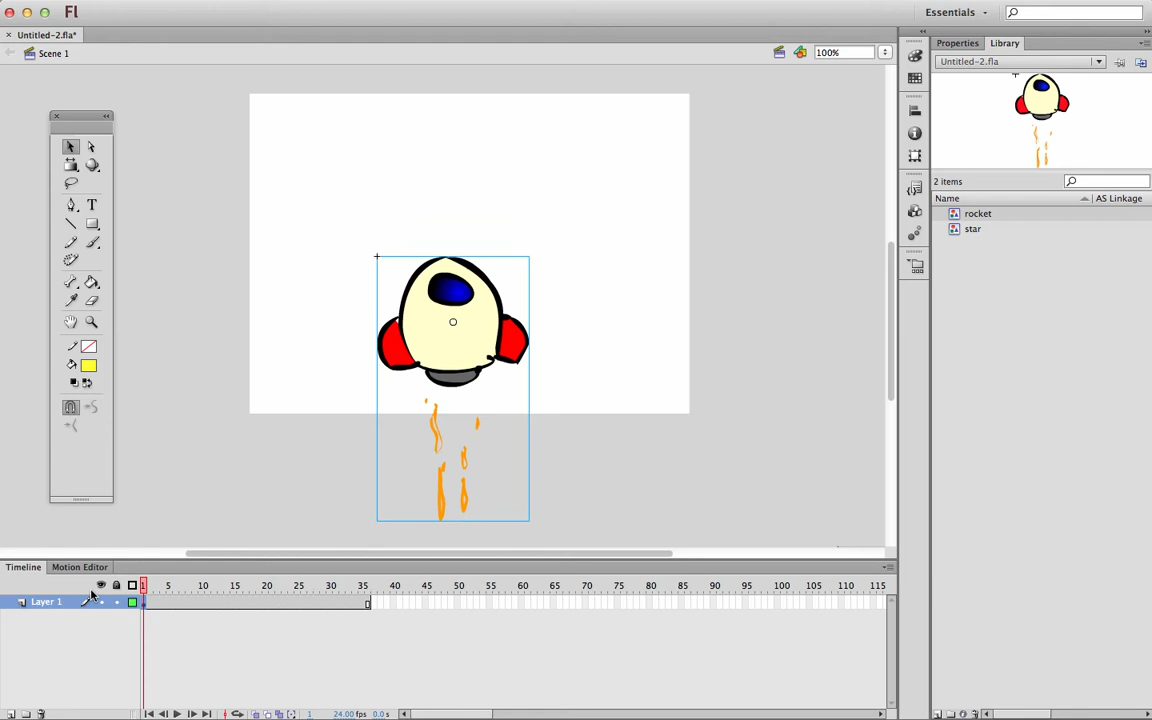 Fl
Essentials
Untitled-2.fla*
Scene 1
100%
Properties
Library
Untitled-2.fla
2 items
Name
AS Linkage
rocket
star
T
Timeline
Motion Editor
1 5 10 15 20 25 30 35 40 45 50 55 60 65 70 75 80 85 90 95 100 105 110 115
Layer 1
1
24.00 fps
0.0 s